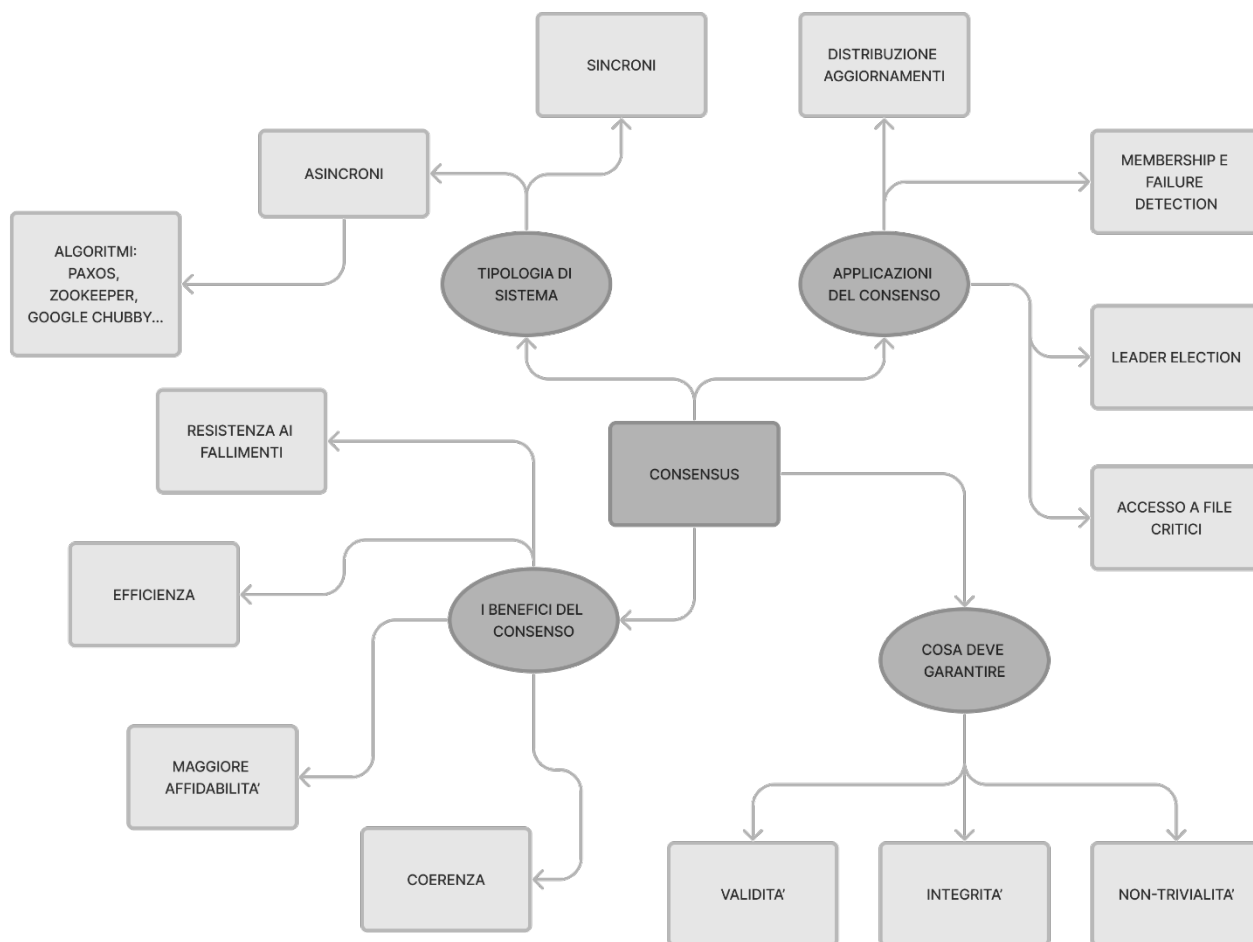 SINCRONI
DISTRIBUZIONE
AGGIORNAMENTI
ASINCRONI
MEMBERSHIP E
FAILURE
DETECTION
ALGORITMI:
PAXOS,
ZOOKEEPER,
GOOGLE CHUBBY...
TIPOLOGIA DI
SISTEMA
APPLICAZIONI
DEL CONSENSO
LEADER ELECTION
RESISTENZA AI
FALLIMENTI
CONSENSUS
ACCESSO A FILE
CRITICI
EFFICIENZA
I BENEFICI DEL
CONSENSO
COSA DEVE
GARANTIRE
MAGGIORE
AFFIDABILITA’
COERENZA
VALIDITA’
INTEGRITA’
NON-TRIVIALITA’